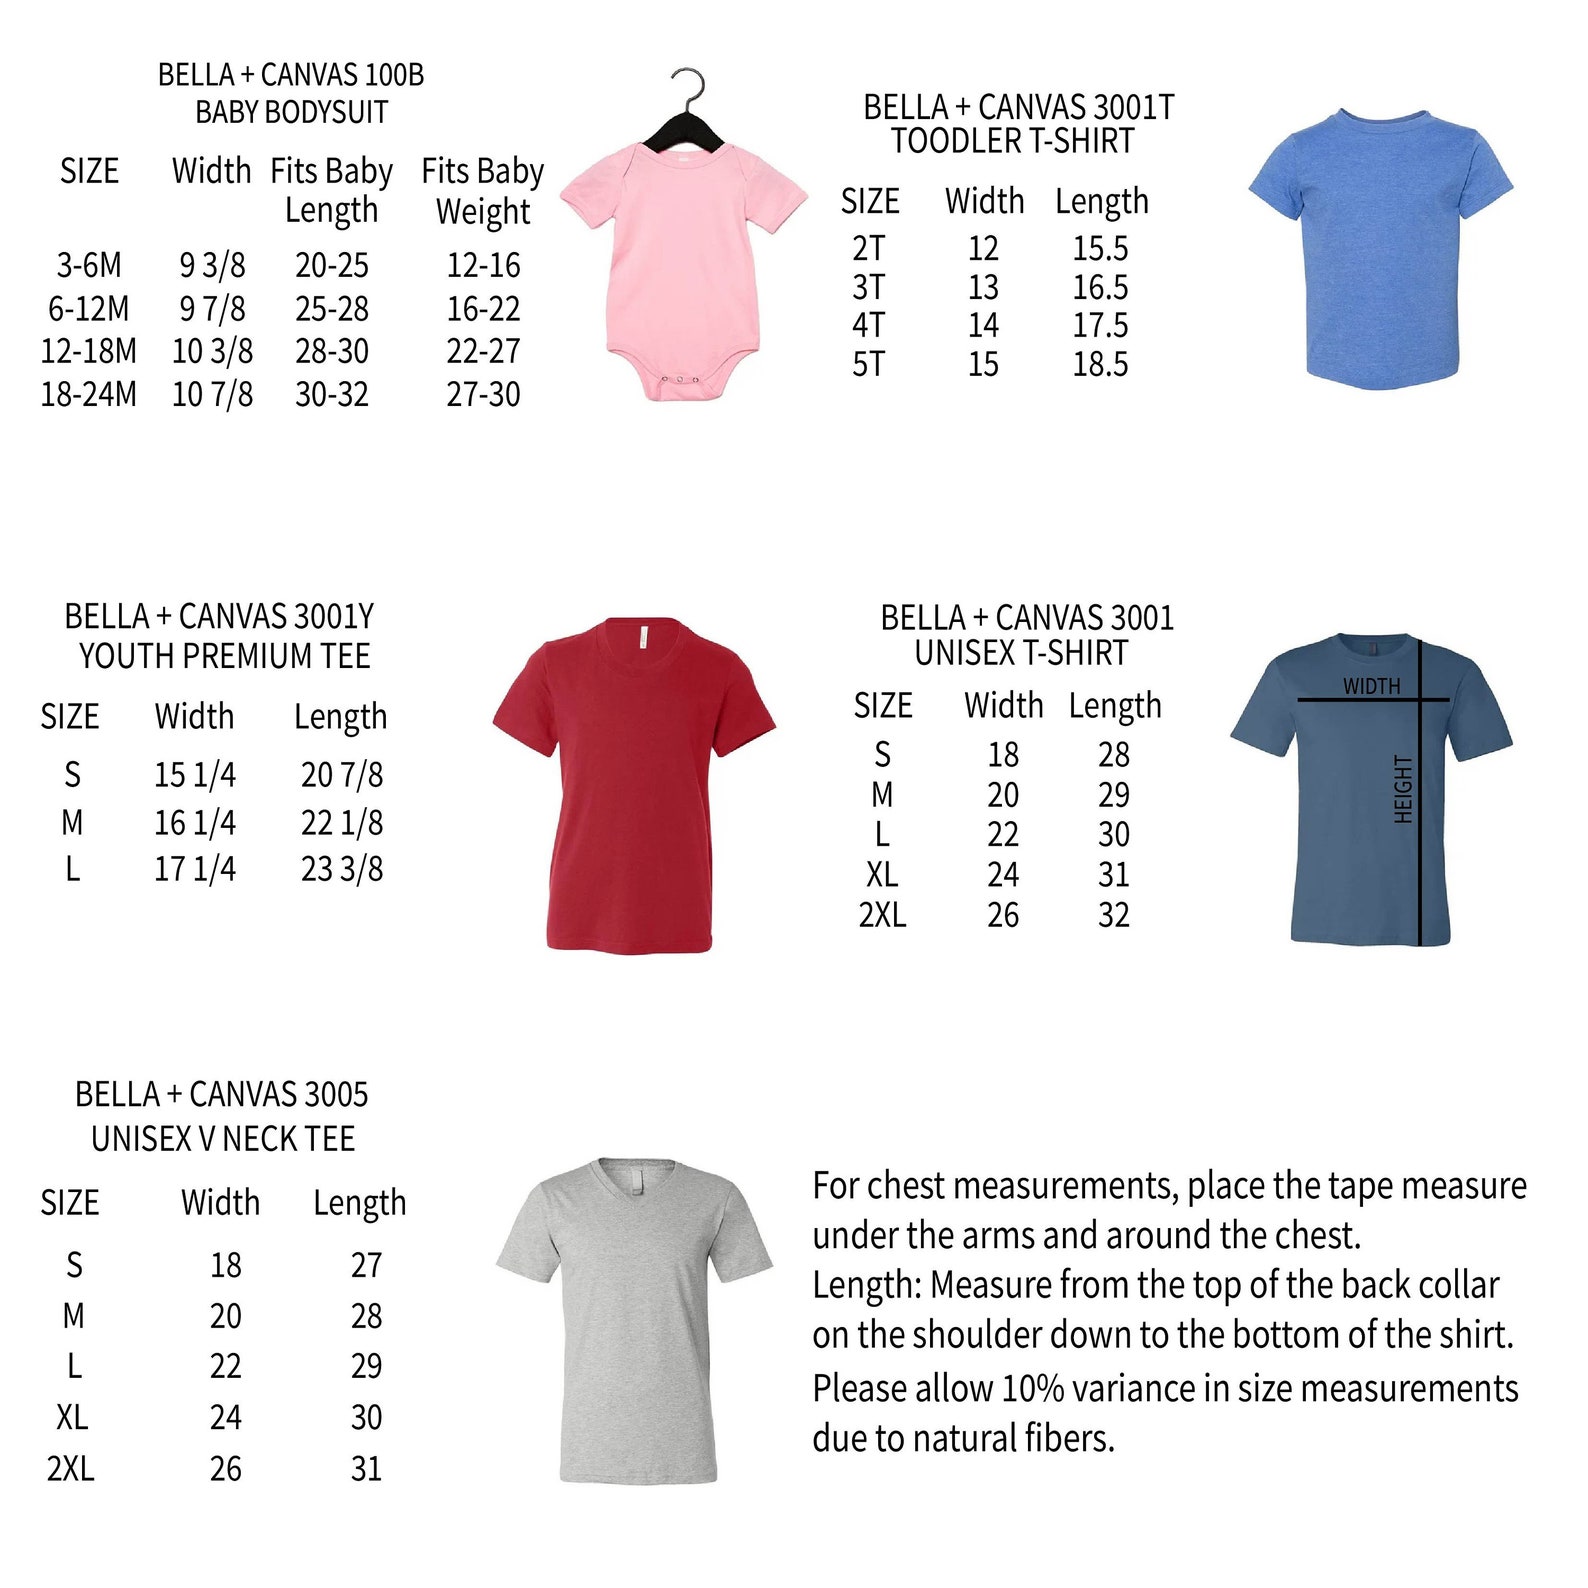 BELLA + CANVAS 100B
BABY BODYSUIT
SIZE Width Fits Baby Length Fits Baby Weight
3-6M 9 3/8 20-25 12-16
6-12M 9 7/8 25-28 16-22
12-18M 10 3/8 28-30 22-27
18-24M 10 7/8 30-32 27-30
BELLA + CANVAS 3001T
TOODLER T-SHIRT
SIZE Width Length
2T 12 15.5
3T 13 16.5
4T 14 17.5
5T 15 18.5
BELLA + CANVAS 3001Y
YOUTH PREMIUM TEE
SIZE Width Length
S 15 1/4 20 7/8
M 16 1/4 22 1/8
L 17 1/4 23 3/8
BELLA + CANVAS 3001
UNISEX T-SHIRT
SIZE Width Length
S 18 28
M 20 29
L 22 30
XL 24 31
2XL 26 32
WIDTH
HEIGHT
BELLA + CANVAS 3005
UNISEX V NECK TEE
SIZE Width Length
S 18 27
M 20 28
L 22 29
XL 24 30
2XL 26 31
For chest measurements, place the tape measure
under the arms and around the chest.
Length: Measure from the top of the back collar
on the shoulder down to the bottom of the shirt.
Please allow 10% variance in size measurements
due to natural fibers.